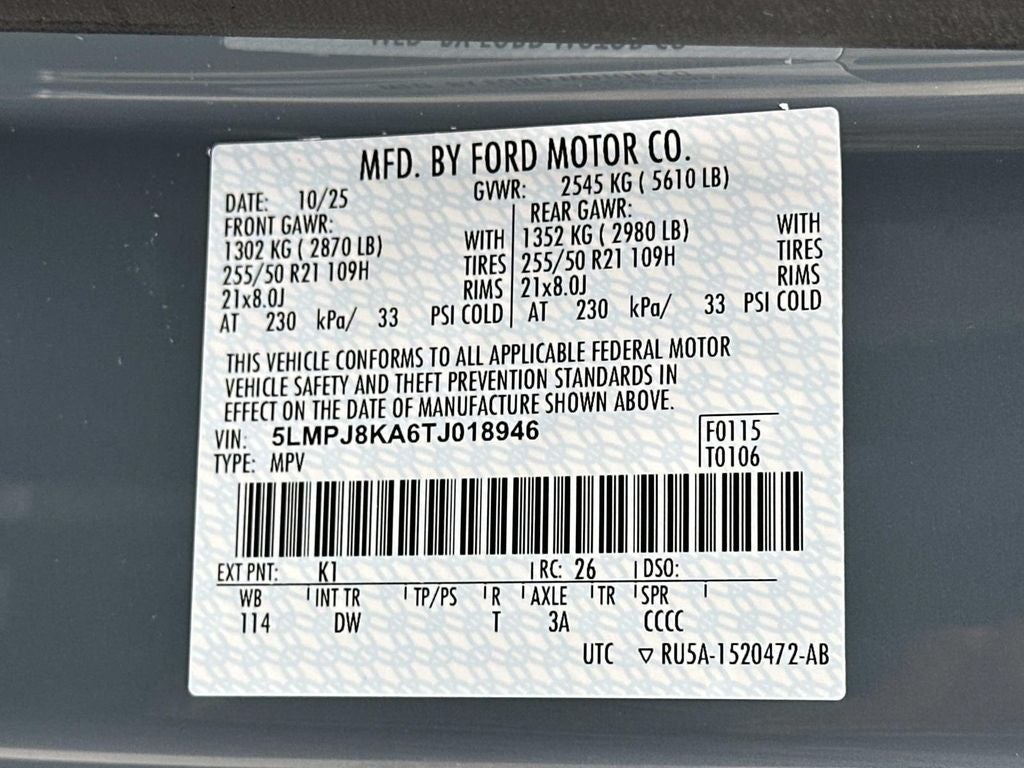 MFD. BY FORD MOTOR CO.
DATE: 10/25 GVWR: 2545 KG ( 5610 LB)
FRONT GAWR: REAR GAWR:
1302 KG ( 2870 LB) WITH 1352 KG ( 2980 LB) WITH
255/50 R21 109H TIRES 255/50 R21 109H TIRES
21x8.0J RIMS 21x8.0J RIMS
AT 230 kPa/ 33 PSI COLD AT 230 kPa/ 33 PSI COLD
THIS VEHICLE CONFORMS TO ALL APPLICABLE FEDERAL MOTOR
VEHICLE SAFETY AND THEFT PREVENTION STANDARDS IN
EFFECT ON THE DATE OF MANUFACTURE SHOWN ABOVE.
VIN: 5LMPJ8KA6TJ018946 F0115
TYPE: MPV T0106
EXT PNT: K1 RC: 26 DSO:
WB INT TR TP/PS R AXLE TR SPR
114 DW T 3A CCCC
UTC ▽ RU5A-1520472-AB